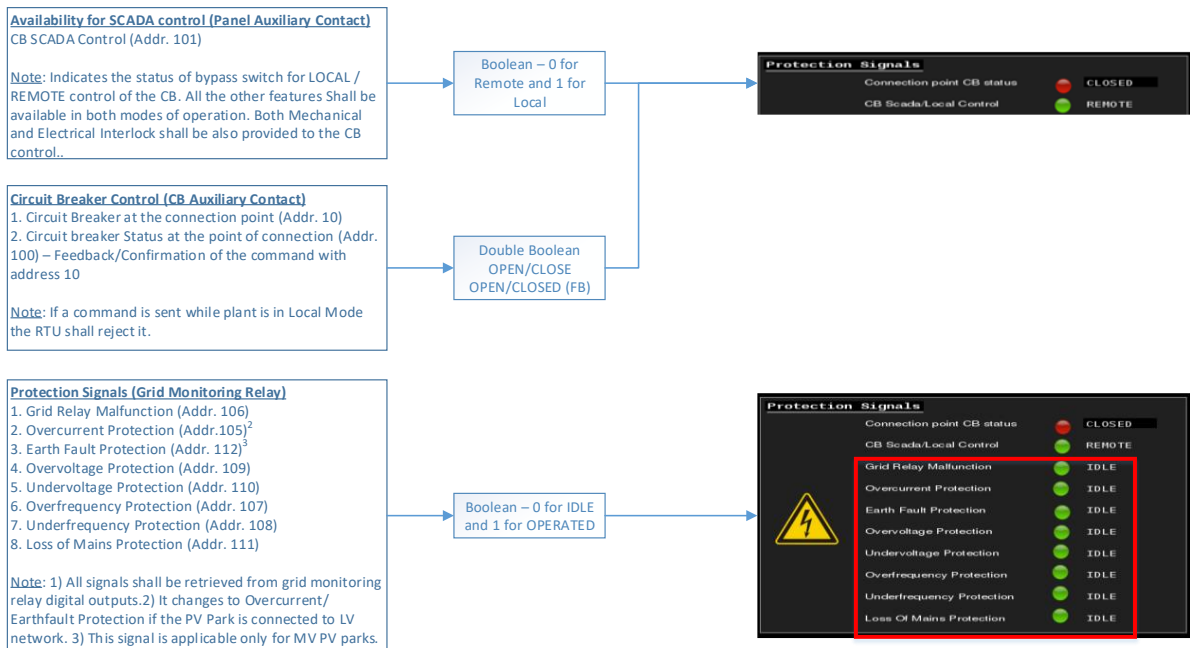 Availability for SCADA control (Panel Auxiliary Contact)
CB SCADA Control (Addr. 101)
Note: Indicates the status of bypass switch for LOCAL /
REMOTE control of the CB. All the other features Shall be
available in both modes of operation. Both Mechanical
and Electrical Interlock shall be also provided to the CB
control..
Boolean – 0 for
Remote and 1 for
Local
Protection Signals
Connection point CB status CLOSED
CB Scada/Local Control REMOTE
Circuit Breaker Control (CB Auxiliary Contact)
1. Circuit Breaker at the connection point (Addr. 10)
2. Circuit breaker Status at the point of connection (Addr.
100) – Feedback/Confirmation of the command with
address 10
Note: If a command is sent while plant is in Local Mode
the RTU shall reject it.
Double Boolean
OPEN/CLOSE
OPEN/CLOSED (FB)
Protection Signals (Grid Monitoring Relay)
1. Grid Relay Malfunction (Addr. 106)
2. Overcurrent Protection (Addr.105)2
3. Earth Fault Protection (Addr. 112)3
4. Overvoltage Protection (Addr. 109)
5. Undervoltage Protection (Addr. 110)
6. Overfrequency Protection (Addr. 107)
7. Underfrequency Protection (Addr. 108)
8. Loss of Mains Protection (Addr. 111)
Note: 1) All signals shall be retrieved from grid monitoring
relay digital outputs.2) It changes to Overcurrent/
Earthfault Protection if the PV Park is connected to LV
network. 3) This signal is applicable only for MV PV parks.
Boolean – 0 for IDLE
and 1 for OPERATED
Protection Signals
Connection point CB status CLOSED
CB Scada/Local Control REMOTE
Grid Relay Malfunction IDLE
Overcurrent Protection IDLE
Earth Fault Protection IDLE
Overvoltage Protection IDLE
Undervoltage Protection IDLE
Overfrequency Protection IDLE
Underfrequency Protection IDLE
Loss Of Mains Protection IDLE